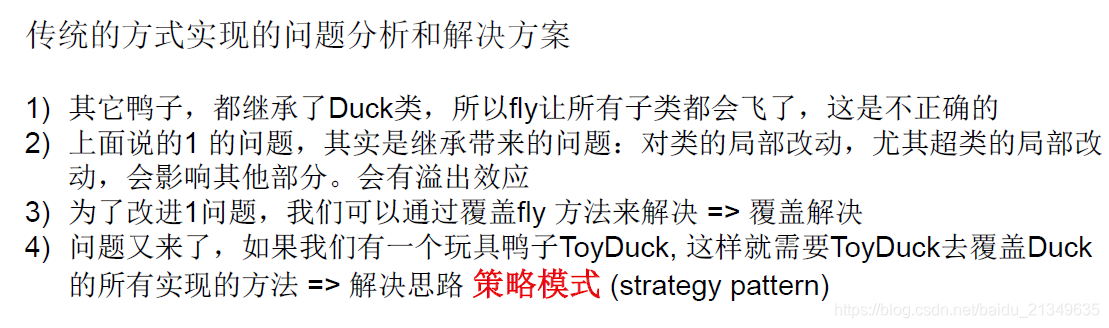 传统的方式实现的问题分析和解决方案
1) 其它鸭子，都继承了Duck类，所以fly让所有子类都会飞了，这是不正确的
2) 上面说的1 的问题，其实是继承带来的问题：对类的局部改动，尤其超类的局部改
动，会影响其他部分。会有溢出效应
3) 为了改进1问题，我们可以通过覆盖fly 方法来解决 => 覆盖解决
4) 问题又来了，如果我们有一个玩具鸭子ToyDuck, 这样就需要ToyDuck去覆盖Duck
的所有实现的方法 => 解决思路 策略模式 (strategy pattern)
https://blog.csdn.net/baidu_21349635